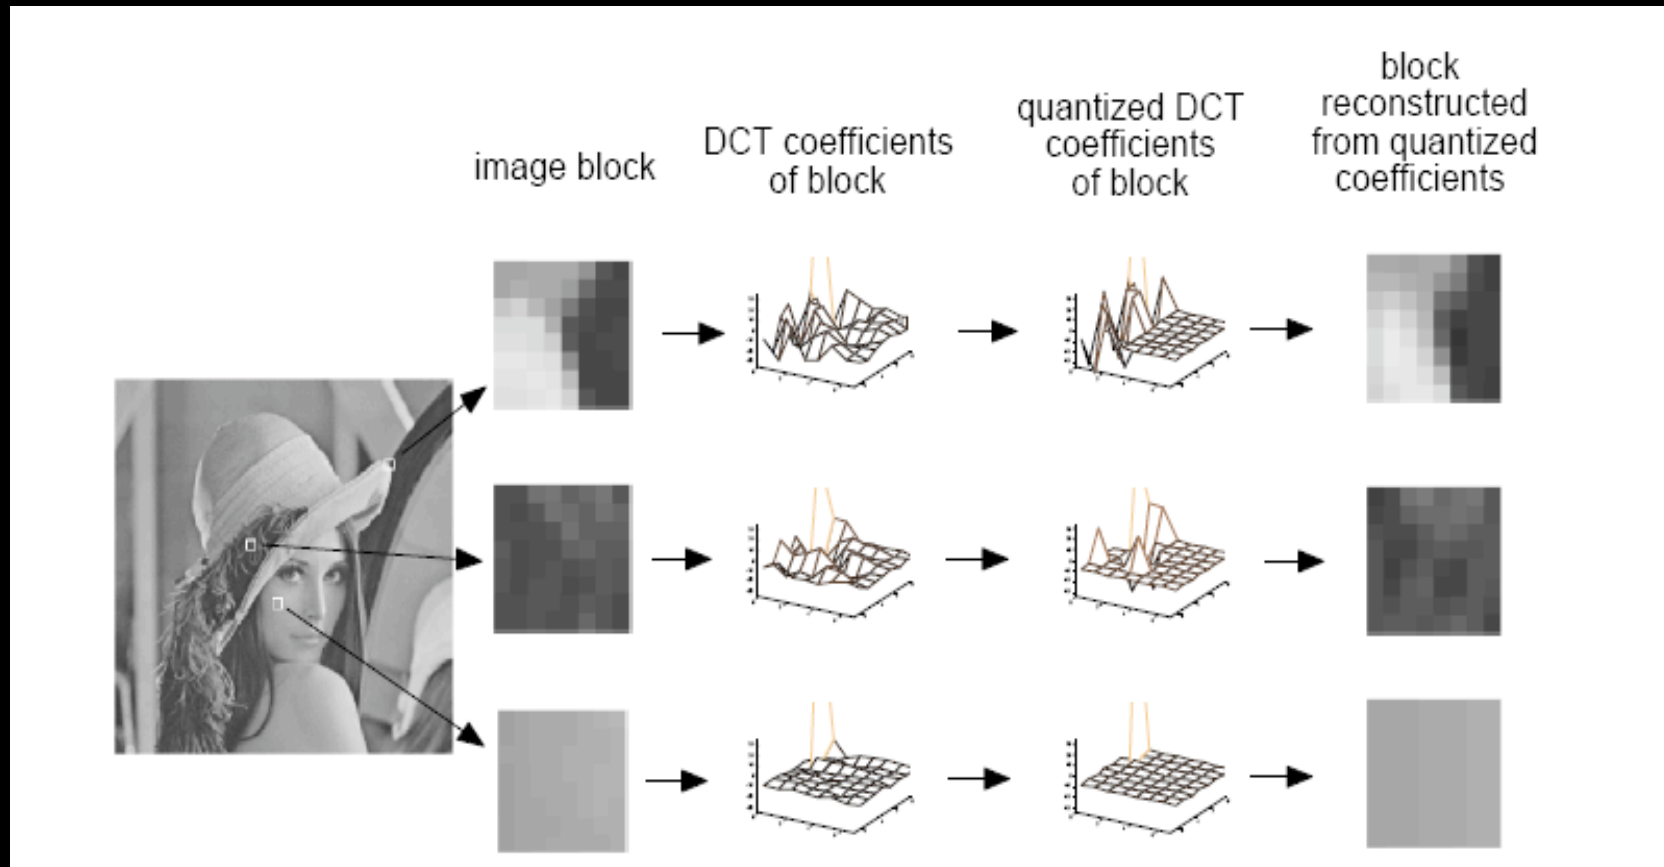 image block
DCT coefficients
of block
quantized DCT
coefficients
of block
block
reconstructed
from quantized
coefficients